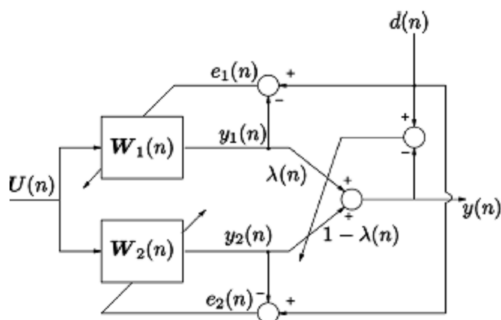 d(n)
e₁(n)
+
−
+
W₁(n)
y₁(n)
−
λ(n)
+
U(n)
+
y(n)
W₂(n)
y₂(n)
1 − λ(n)
−
e₂(n)
+